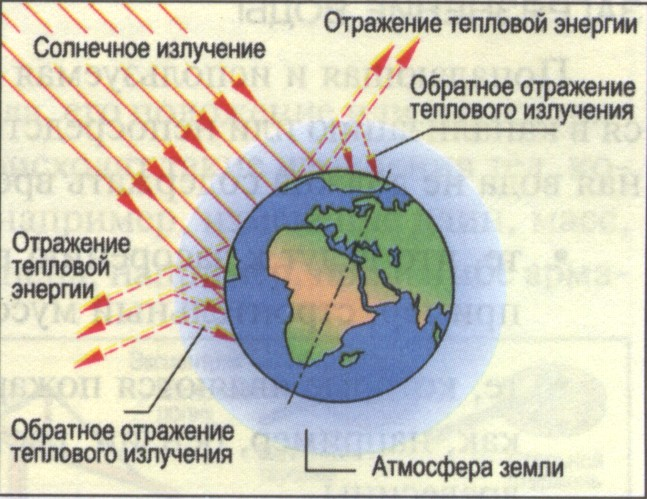 Отражение тепловой энергии
Солнечное излучение
Обратное отражение
теплового излучения
Отражение
тепловой
энергии
Обратное отражение
теплового излучения
Атмосфера земли